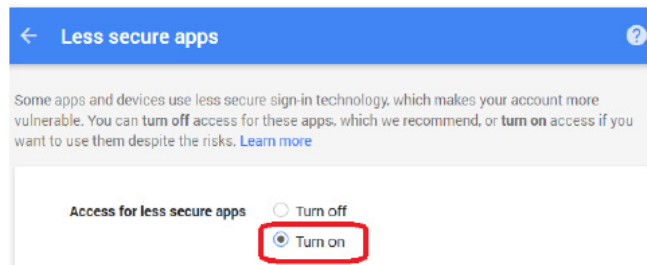 Less secure apps
Some apps and devices use less secure sign-in technology, which makes your account more
vulnerable. You can turn off access for these apps, which we recommend, or turn on access if you
want to use them despite the risks. Learn more
Access for less secure apps Turn off
Turn on